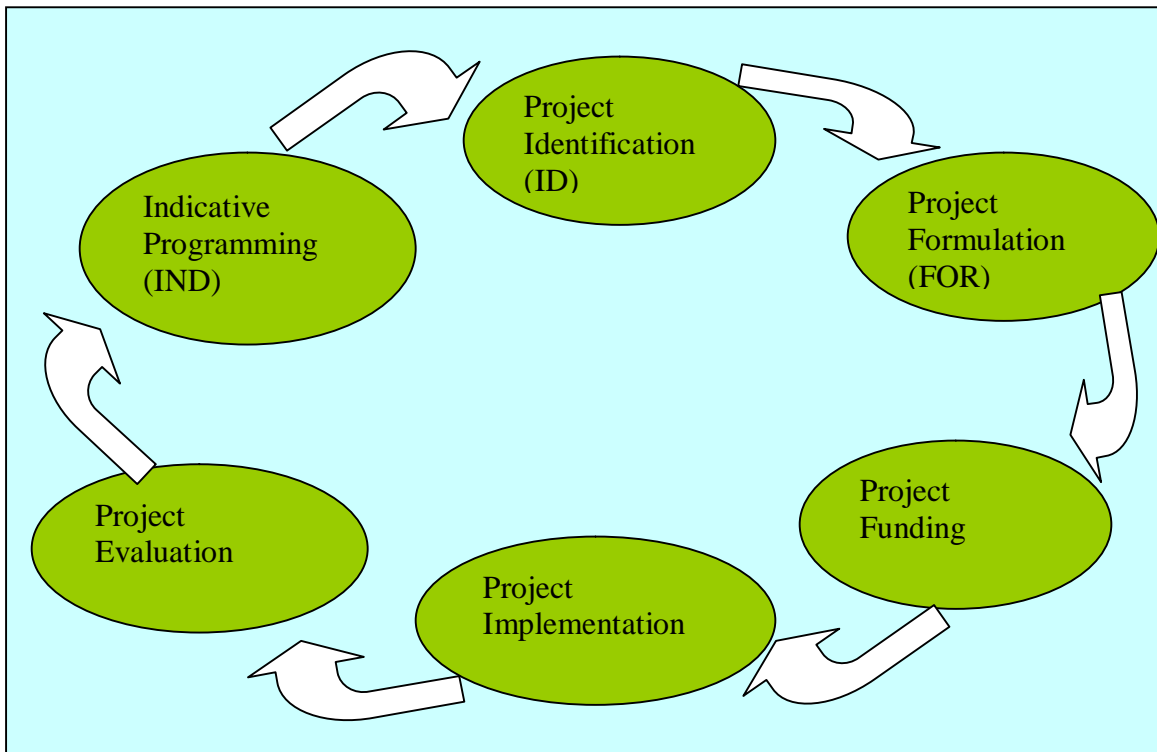 Project
Identification
(ID)
Project
Formulation
(FOR)
Project
Funding
Project
Implementation
Project
Evaluation
Indicative
Programming
(IND)